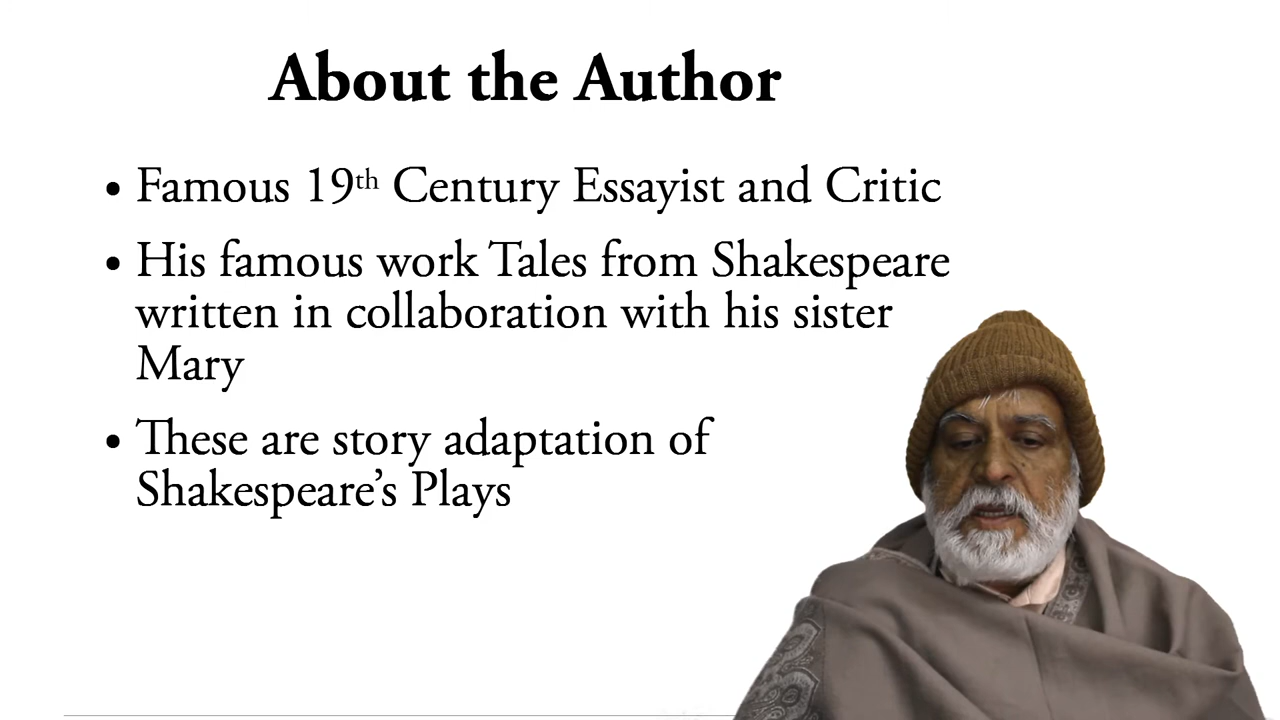 About the Author
• Famous 19th Century Essayist and Critic
• His famous work Tales from Shakespeare
written in collaboration with his sister
Mary
• These are story adaptation of
Shakespeare’s Plays